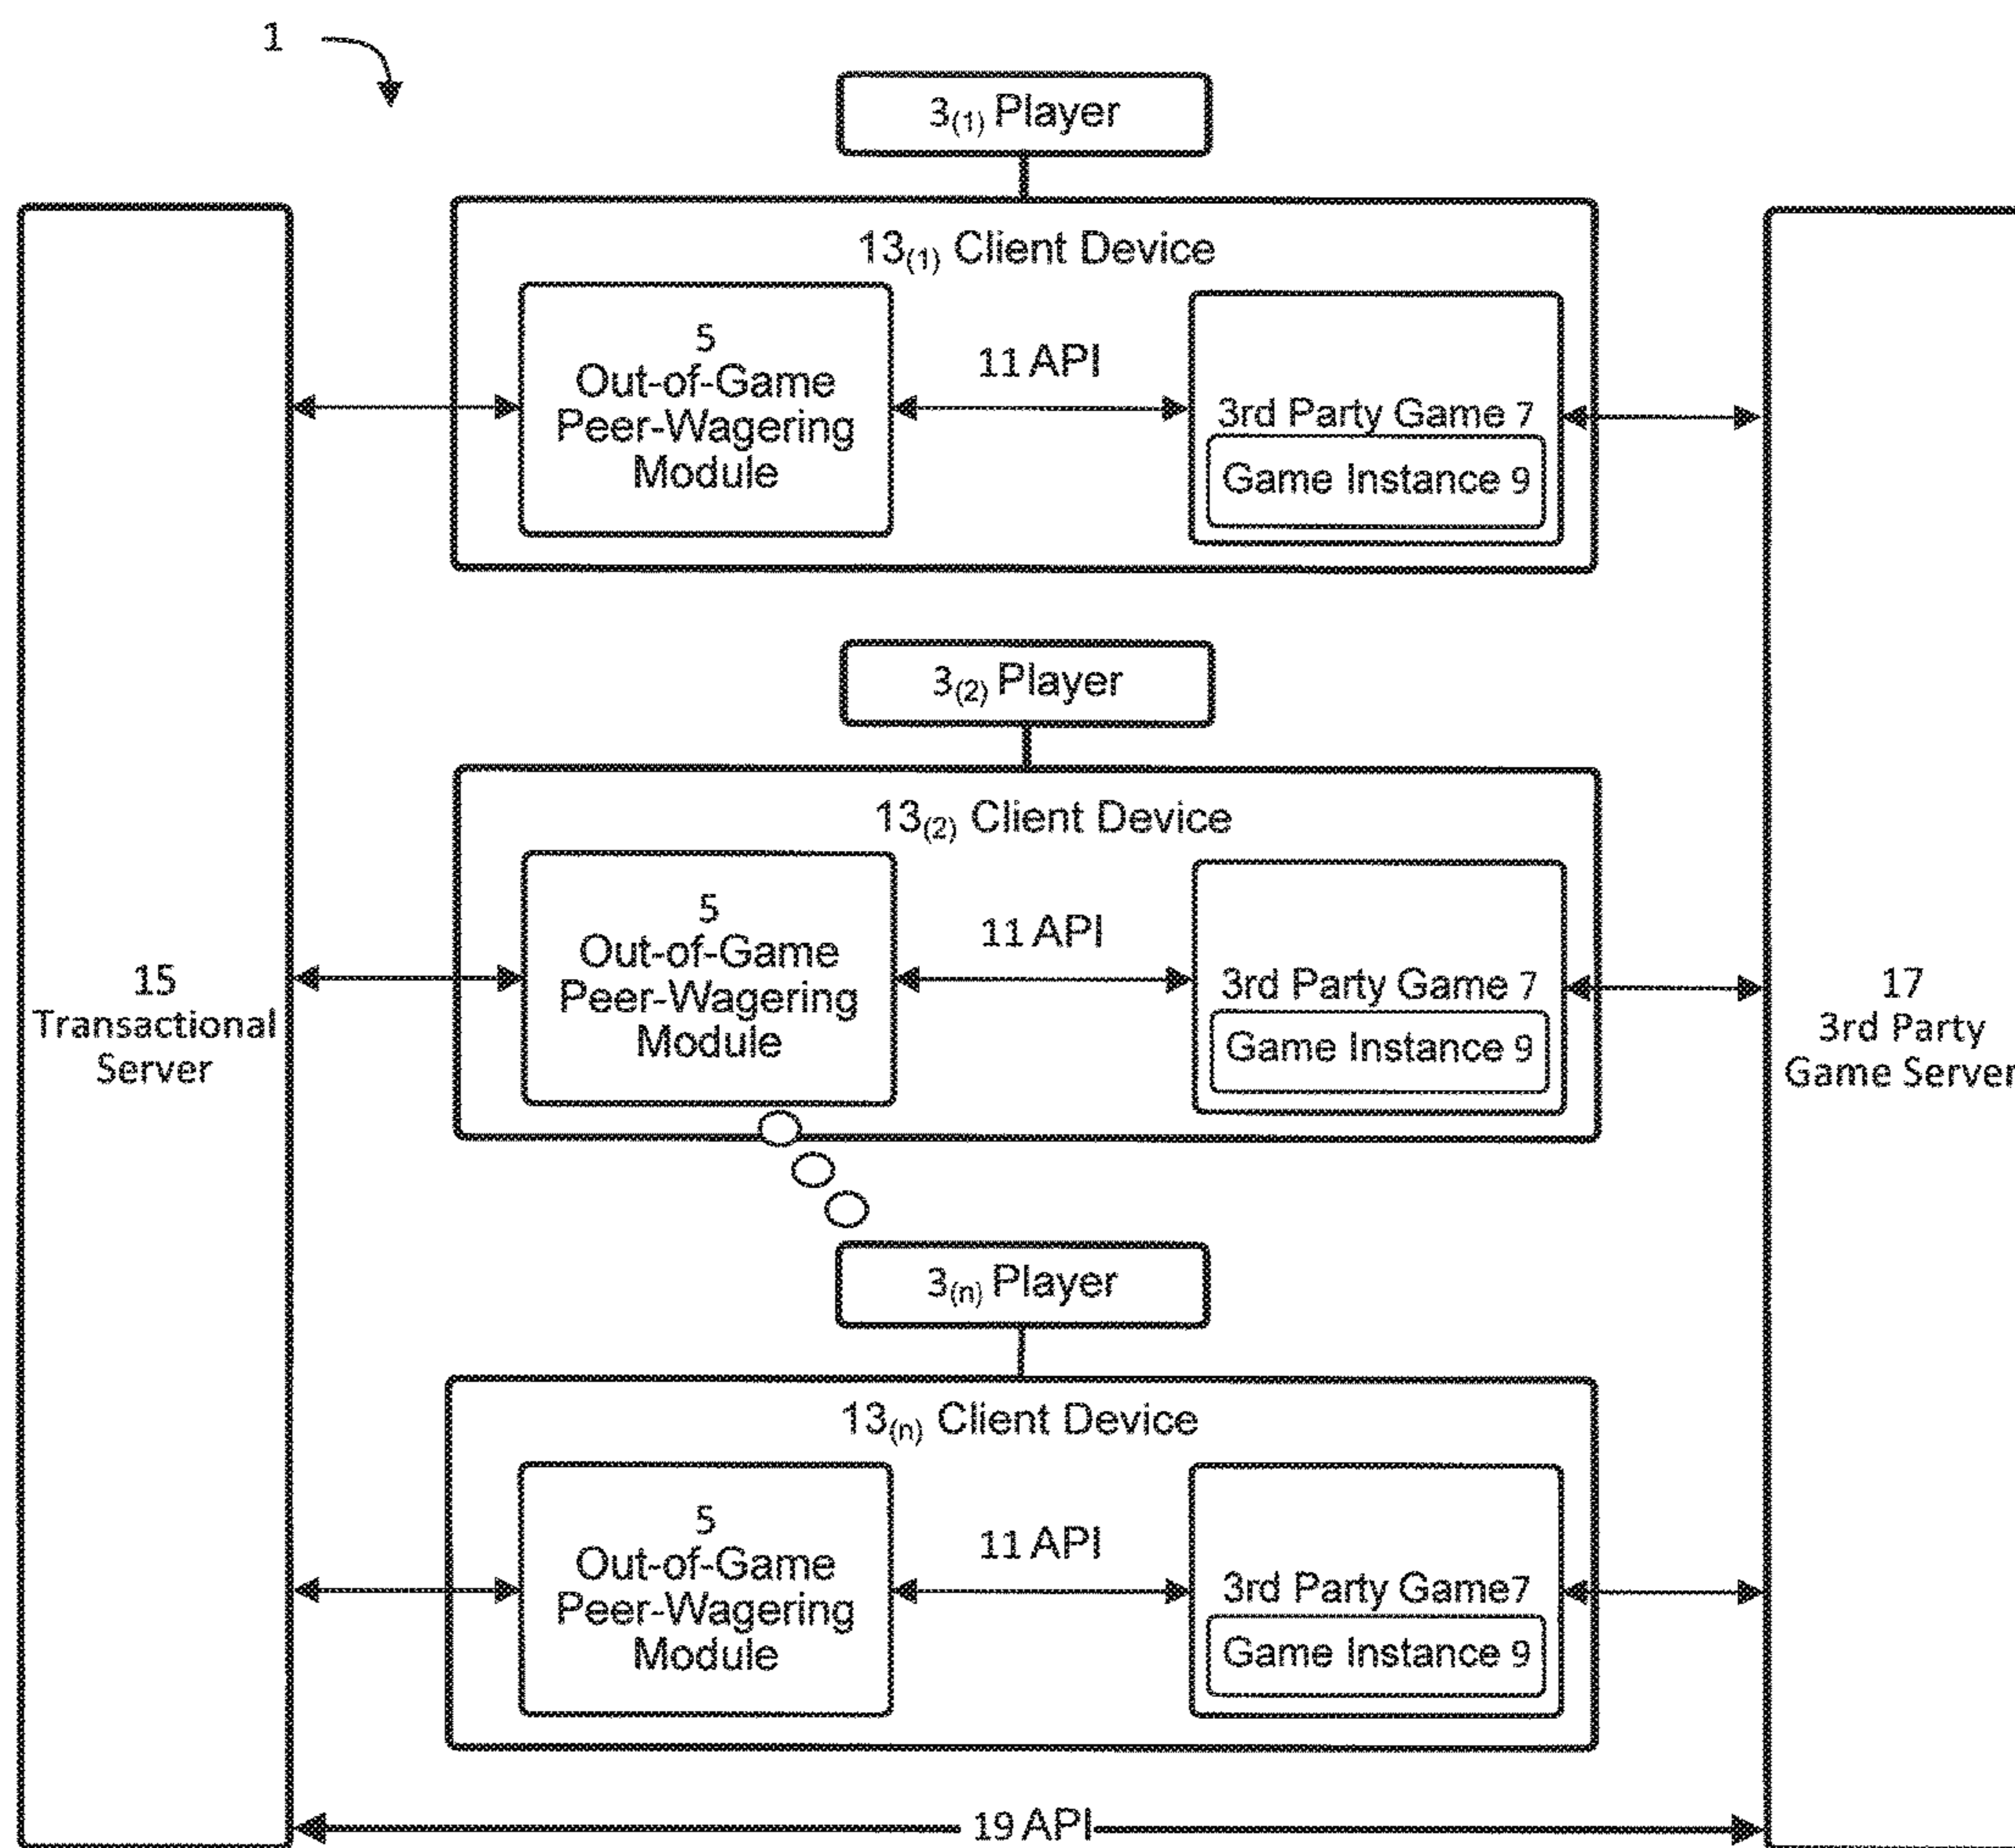 1
3(1) Player
13(1) Client Device
5
Out-of-Game
Peer-Wagering
Module
11 API
3rd Party Game 7
Game Instance 9
3(2) Player
13(2) Client Device
5
Out-of-Game
Peer-Wagering
Module
11 API
3rd Party Game 7
Game Instance 9
15
Transactional
Server
17
3rd Party
Game Server
3(n) Player
13(n) Client Device
5
Out-of-Game
Peer-Wagering
Module
11 API
3rd Party Game7
Game Instance 9
19 API